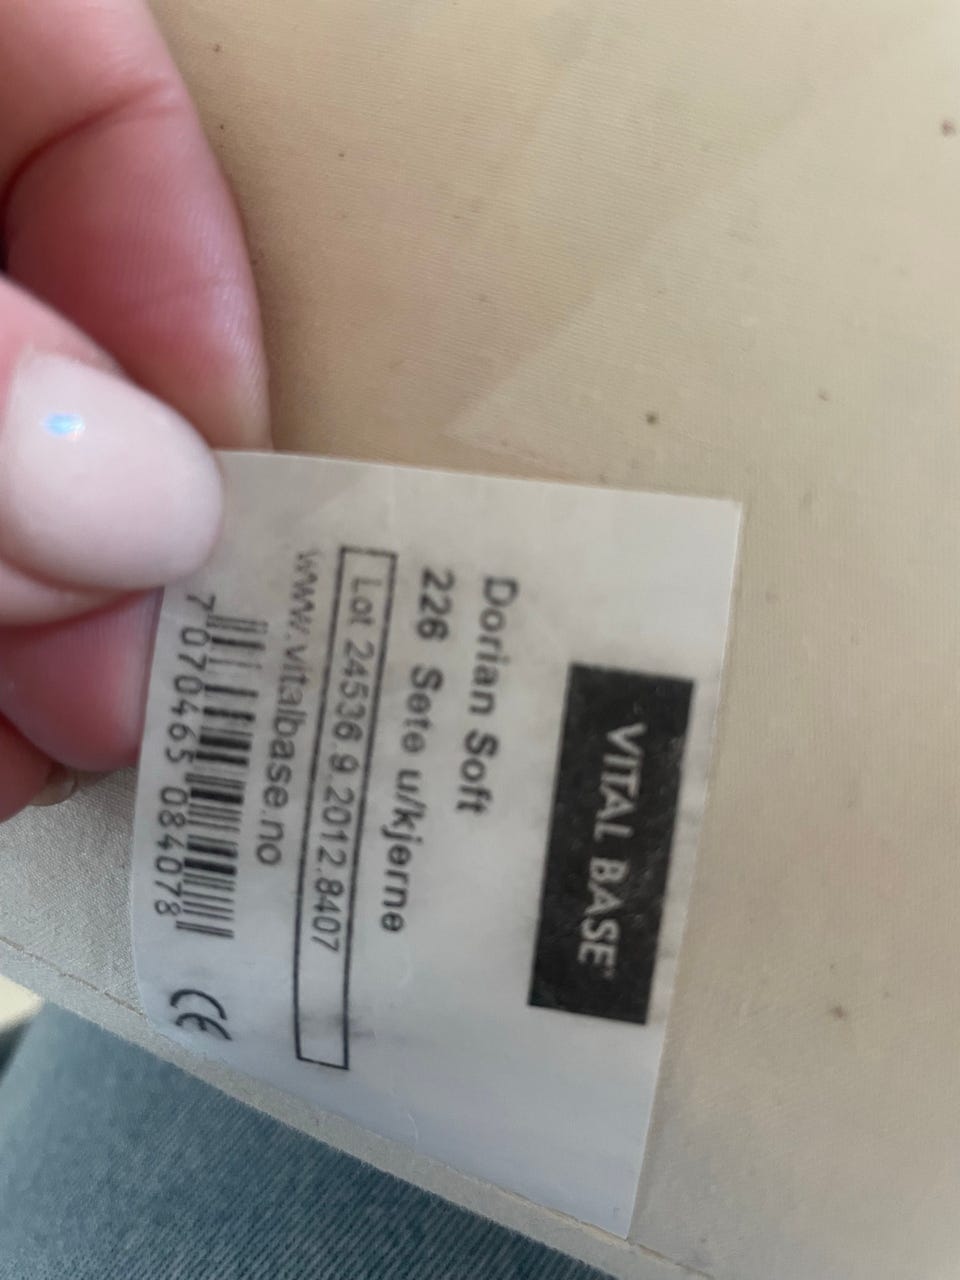 VITAL BASE
Dorian Soft
226 Sete u/kjerne
Lot 24536.9.2012.8407
www.vitalbase.no
7 070465 084078
CE